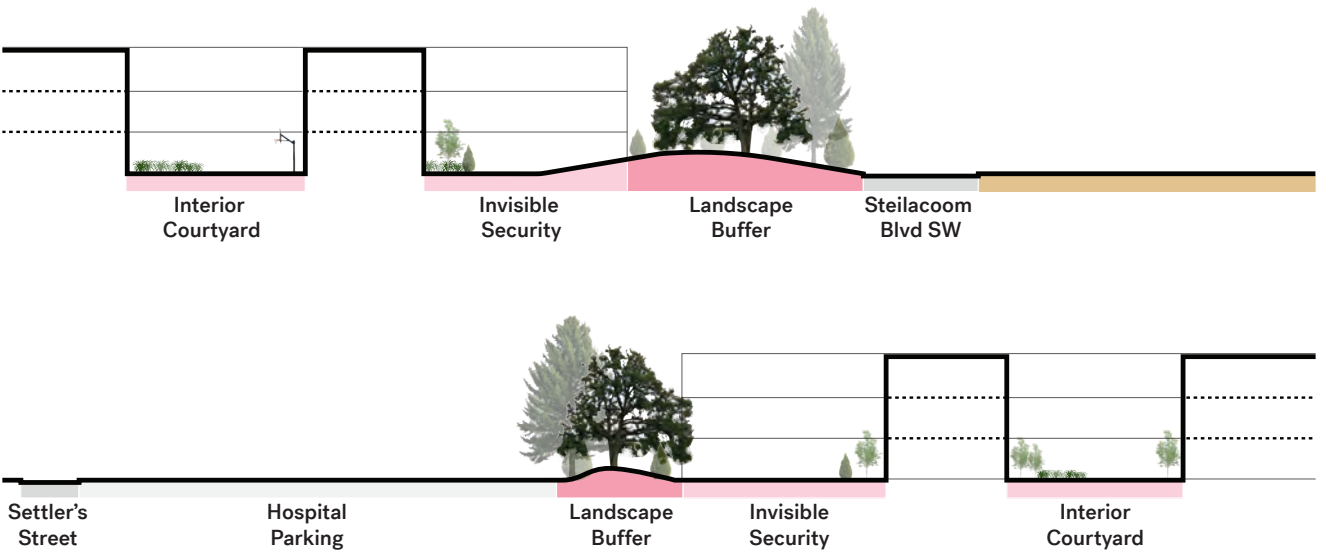 Interior
Courtyard
Invisible
Security
Landscape
Buffer
Steilacoom
Blvd SW
Settler's
Street
Hospital
Parking
Landscape
Buffer
Invisible
Security
Interior
Courtyard